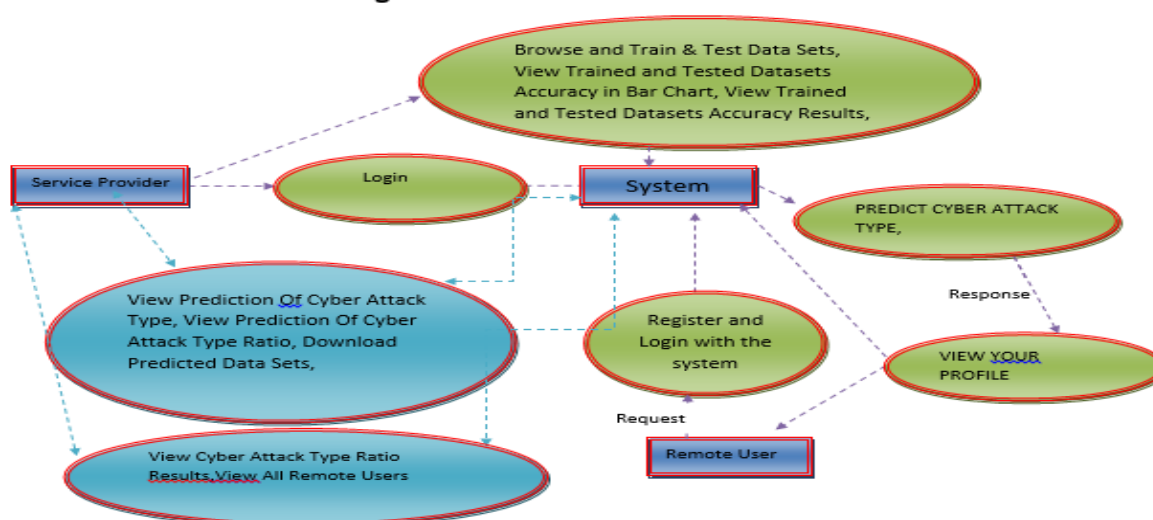 Browse and Train & Test Data Sets,
View Trained and Tested Datasets
Accuracy in Bar Chart, View Trained
and Tested Datasets Accuracy Results,
Service Provider
Login
System
PREDICT CYBER ATTACK
TYPE,
Response
View Prediction Of Cyber Attack
Type, View Prediction Of Cyber
Attack Type Ratio, Download
Predicted Data Sets,
Register and
Login with the
system
VIEW YOUR
PROFILE
Request
Remote User
View Cyber Attack Type Ratio
Results,View All Remote Users